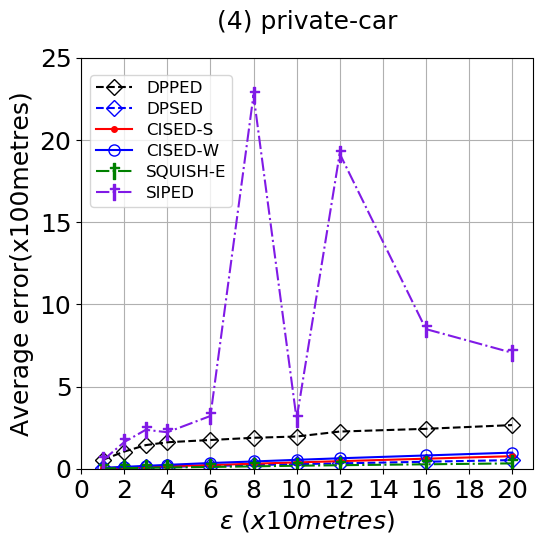 (4) private-car
25
20
15
10
5
0
Average error(x100metres)
DPPED
DPSED
CISED-S
CISED-W
SQUISH-E
SIPED
0 2 4 6 8 10 12 14 16 18 20
ε (x10metres)